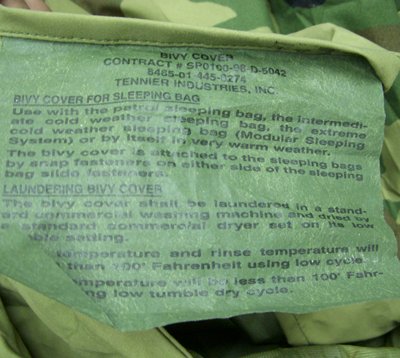 BIVY COVER
CONTRACT # SP0100-96-D-5042
8465-01-445-0274
TENNIER INDUSTRIES, INC.
BIVY COVER FOR SLEEPING BAG
Use with the patrol sleeping bag, the intermedi-
ate cold weather sleeping bag, the extreme
cold weather sleeping bag (Modular Sleeping
System) or by itself in very warm weather.
The bivy cover is attached to the sleeping bags
by snap fasteners on either side of the sleeping
bag slide fasteners.
LAUNDERING BIVY COVER
The bivy cover shall be laundered in a stand-
ard commercial washing machine and dried by
a standard commercial dryer set on its low
setting.
temperature and rinse temperature will
than 100° Fahrenheit using low cycle.
temperature will be less than 100° Fahr-
low tumble dry cycle.